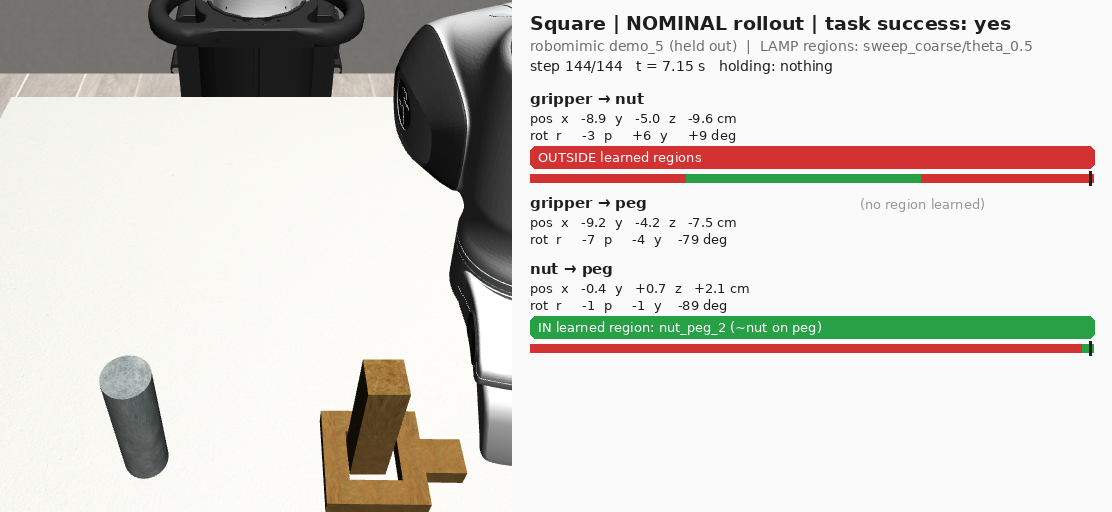 Square | NOMINAL rollout | task success: yes
robomimic demo_5 (held out) | LAMP regions: sweep_coarse/theta_0.5
step 144/144 t = 7.15 s holding: nothing
gripper → nut
pos x -8.9 y -5.0 z -9.6 cm
rot r -3 p +6 y +9 deg
OUTSIDE learned regions
gripper → peg
(no region learned)
pos x -9.2 y -4.2 z -7.5 cm
rot r -7 p -4 y -79 deg
nut → peg
pos x -0.4 y +0.7 z +2.1 cm
rot r -1 p -1 y -89 deg
IN learned region: nut_peg_2 (~nut on peg)